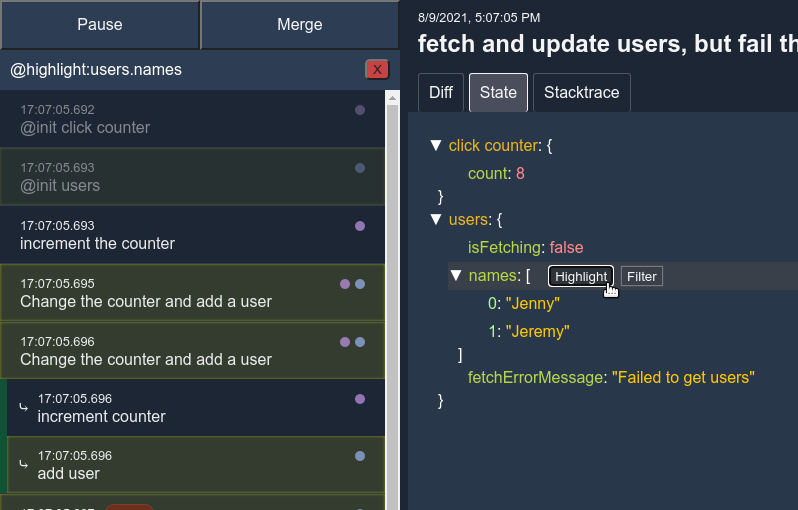 Pause
Merge
@highlight:users.names
X
17:07:05.692
@init click counter
17:07:05.693
@init users
17:07:05.693
increment the counter
17:07:05.695
Change the counter and add a user
17:07:05.696
Change the counter and add a user
17:07:05.696
increment counter
17:07:05.696
add user
8/9/2021, 5:07:05 PM
fetch and update users, but fail th
Diff
State
Stacktrace
▼ click counter: {
count: 8
}
▼ users: {
isFetching: false
▼ names: [ Highlight Filter
0: "Jenny"
1: "Jeremy"
]
fetchErrorMessage: "Failed to get users"
}